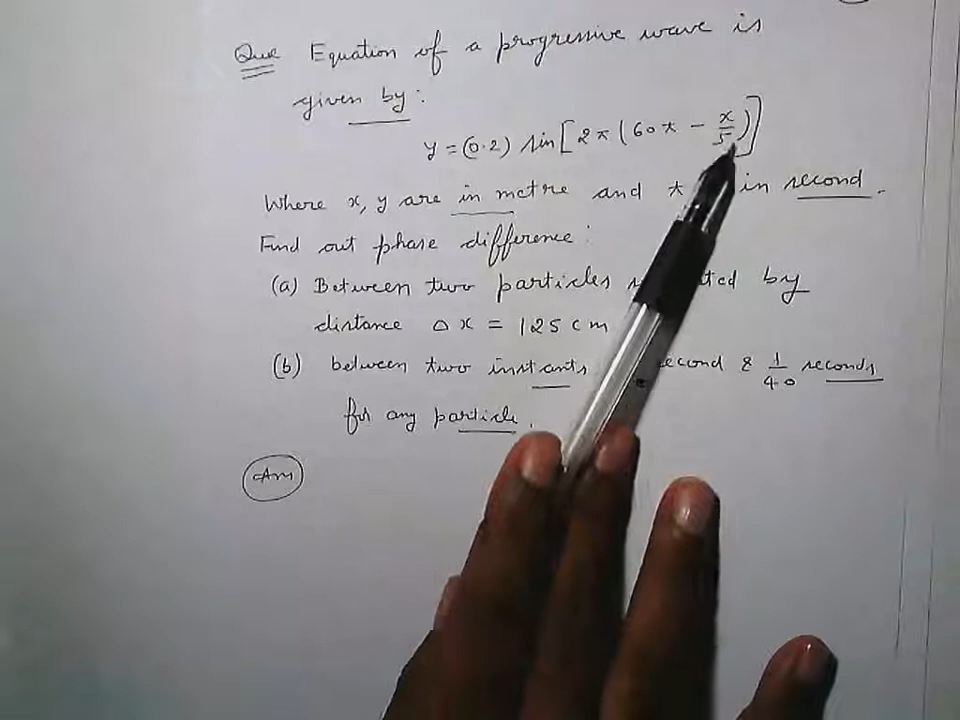 Que Equation of a progressive wave is
given by:
y = (0.2) sin [2π (60t - x/5)]
Where x, y are in metre and t in second.
Find out phase difference:
(a) Between two particles by
distance Δx = 125 cm
(b) between two instants second & 1/40 seconds
for any particle.
Ans